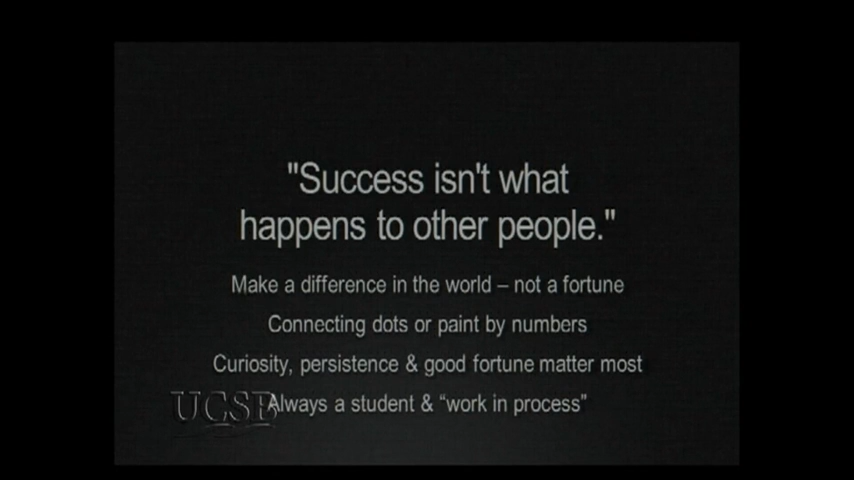 "Success isn't what
happens to other people."
Make a difference in the world – not a fortune
Connecting dots or paint by numbers
Curiosity, persistence & good fortune matter most
Always a student & “work in process”
UCSB